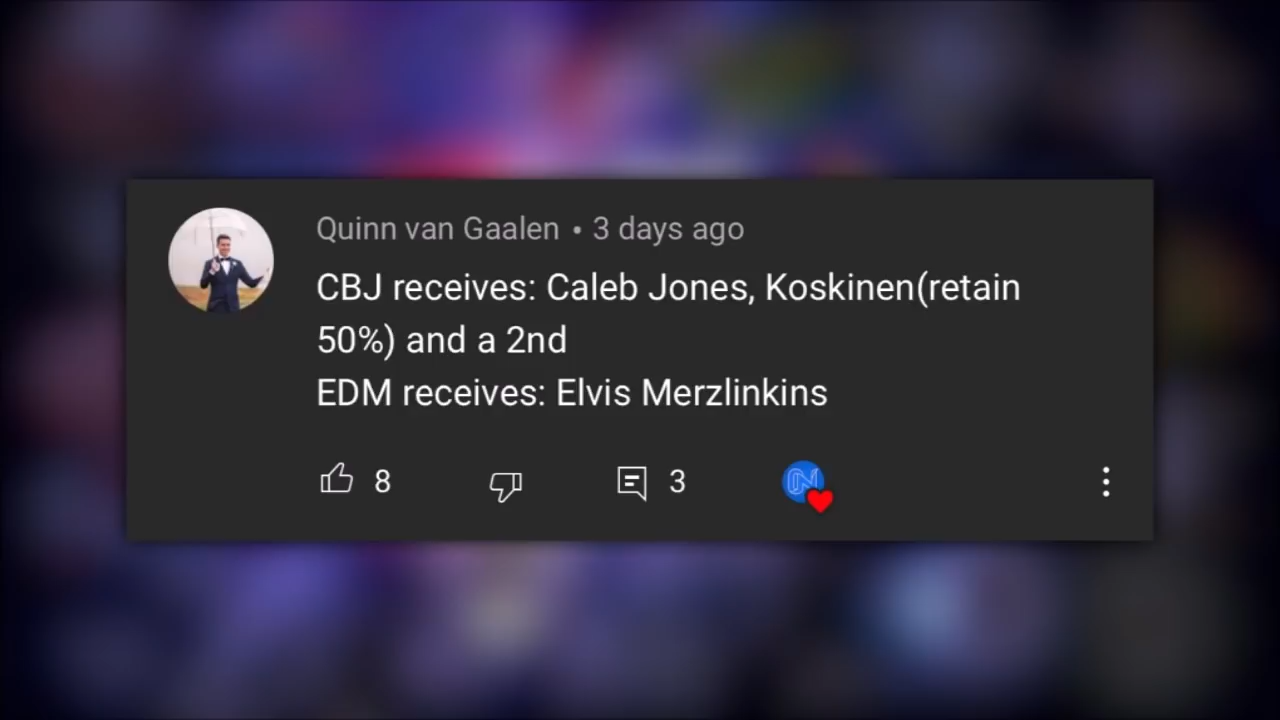 Quinn van Gaalen • 3 days ago
CBJ receives: Caleb Jones, Koskinen(retain
50%) and a 2nd
EDM receives: Elvis Merzlinkins
8 3